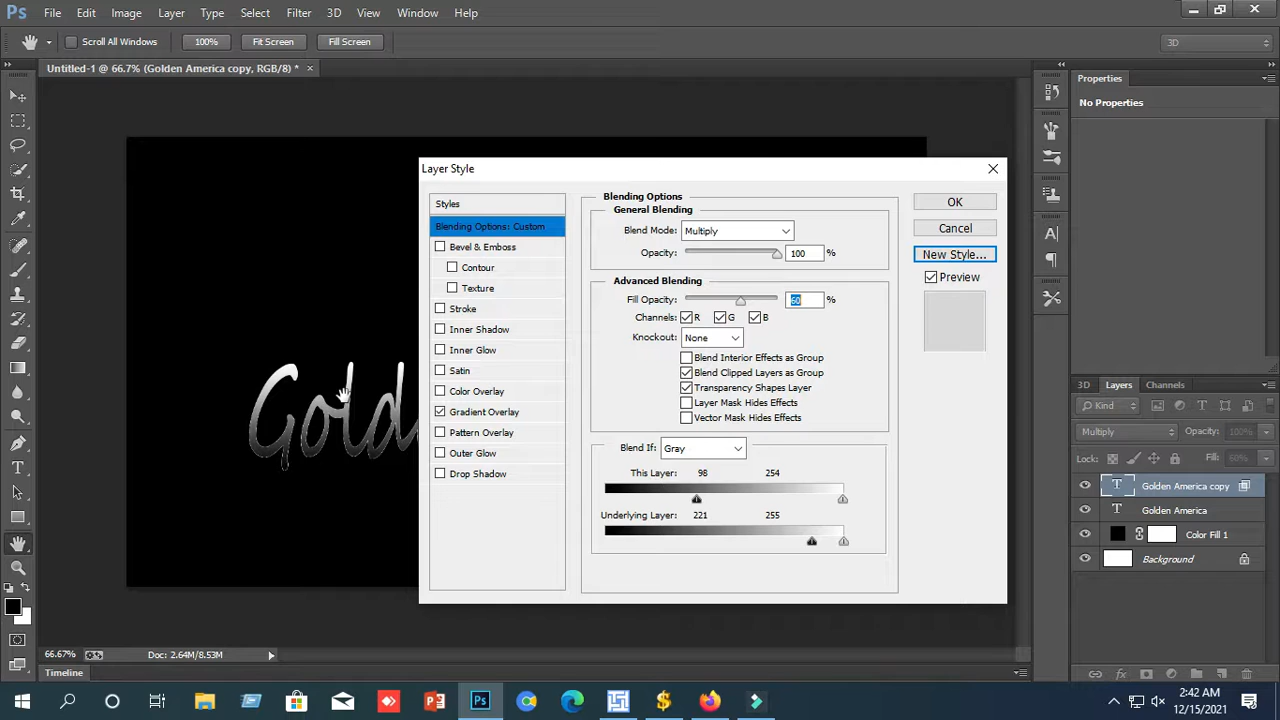 Ps File Edit Image Layer Type Select Filter 3D View Window Help
Scroll All Windows 100% Fit Screen Fill Screen 3D
Untitled-1 @ 66.7% (Golden America copy, RGB/8) * ×
Properties
No Properties
Layer Style
Styles
Blending Options: Custom
Bevel & Emboss
Contour
Texture
Stroke
Inner Shadow
Inner Glow
Satin
Color Overlay
Gradient Overlay
Pattern Overlay
Outer Glow
Drop Shadow
Blending Options
General Blending
Blend Mode: Multiply
Opacity: 100 %
Advanced Blending
Fill Opacity: 60 %
Channels: R G B
Knockout: None
Blend Interior Effects as Group
Blend Clipped Layers as Group
Transparency Shapes Layer
Layer Mask Hides Effects
Vector Mask Hides Effects
Blend If: Gray
This Layer: 98 254
Underlying Layer: 221 255
OK
Cancel
New Style...
Preview
Gold
3D Layers Channels
Kind
Multiply Opacity: 100%
Lock: Fill: 60%
Golden America copy
Golden America
Color Fill 1
Background
66.67% Doc: 2.64M/8.53M
Timeline
2:42 AM
12/15/2021